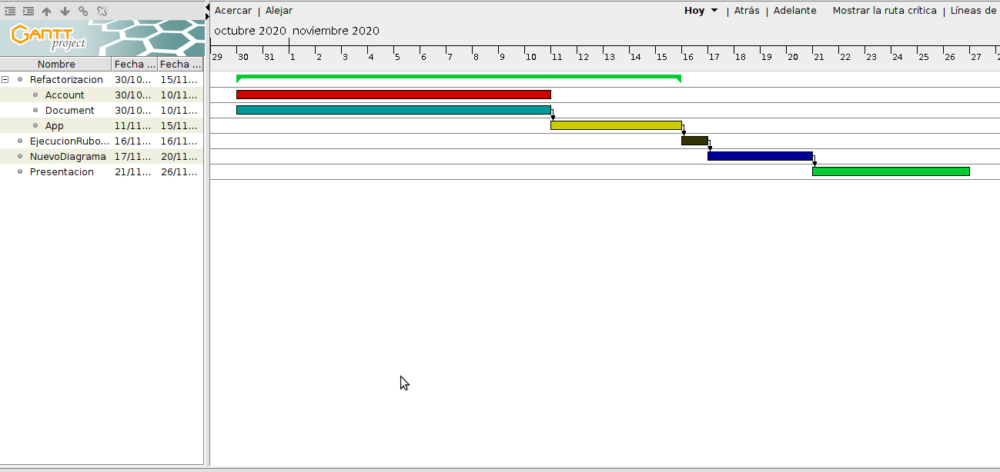 Acercar | Alejar Hoy | Atrás | Adelante Mostrar la ruta crítica | Líneas de
GANTT project
octubre 2020 noviembre 2020
29 30 31 1 2 3 4 5 6 7 8 9 10 11 12 13 14 15 16 17 18 19 20 21 22 23 24 25 26 27
Nombre Fecha ... Fecha ...
Refactorizacion 30/10... 15/11...
Account 30/10... 10/11...
Document 30/10... 10/11...
App 11/11... 15/11...
EjecucionRubo... 16/11... 16/11...
NuevoDiagrama 17/11... 20/11...
Presentacion 21/11... 26/11...